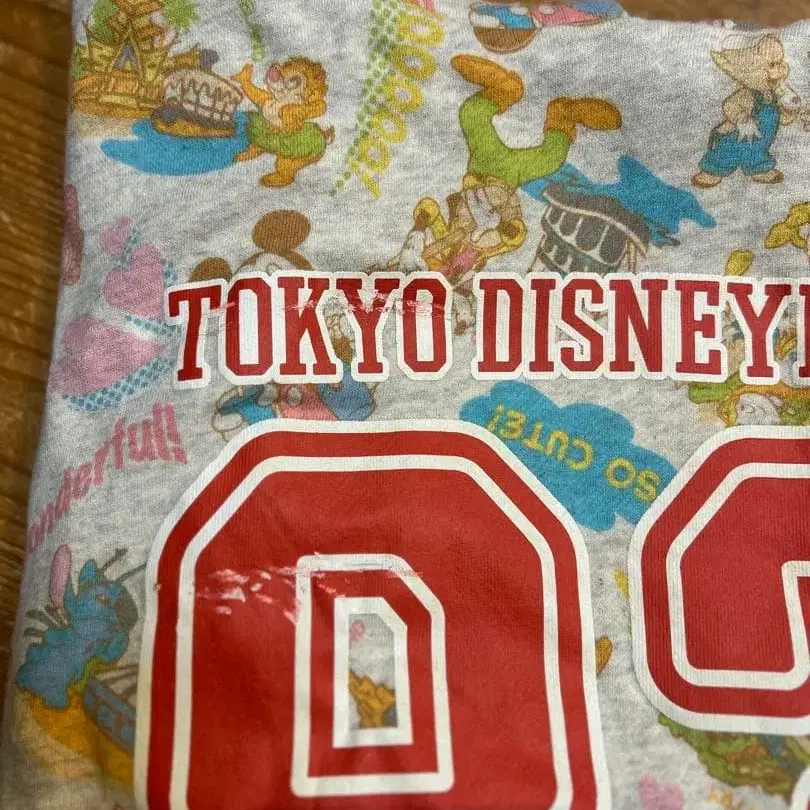 TOKYO DISNEY
onderful!
SO CUTE!
0